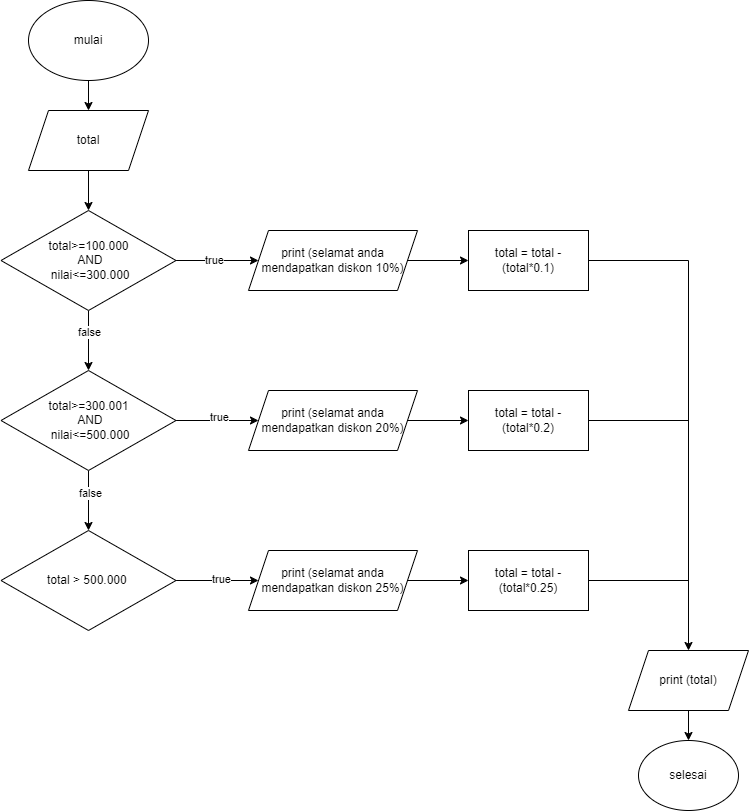 mulai
total
total>=100.000
AND
nilai<=300.000
true
print (selamat anda
mendapatkan diskon 10%)
total = total -
(total*0.1)
false
total>=300.001
AND
nilai<=500.000
true
print (selamat anda
mendapatkan diskon 20%)
total = total -
(total*0.2)
false
total > 500.000
true
print (selamat anda
mendapatkan diskon 25%)
total = total -
(total*0.25)
print (total)
selesai